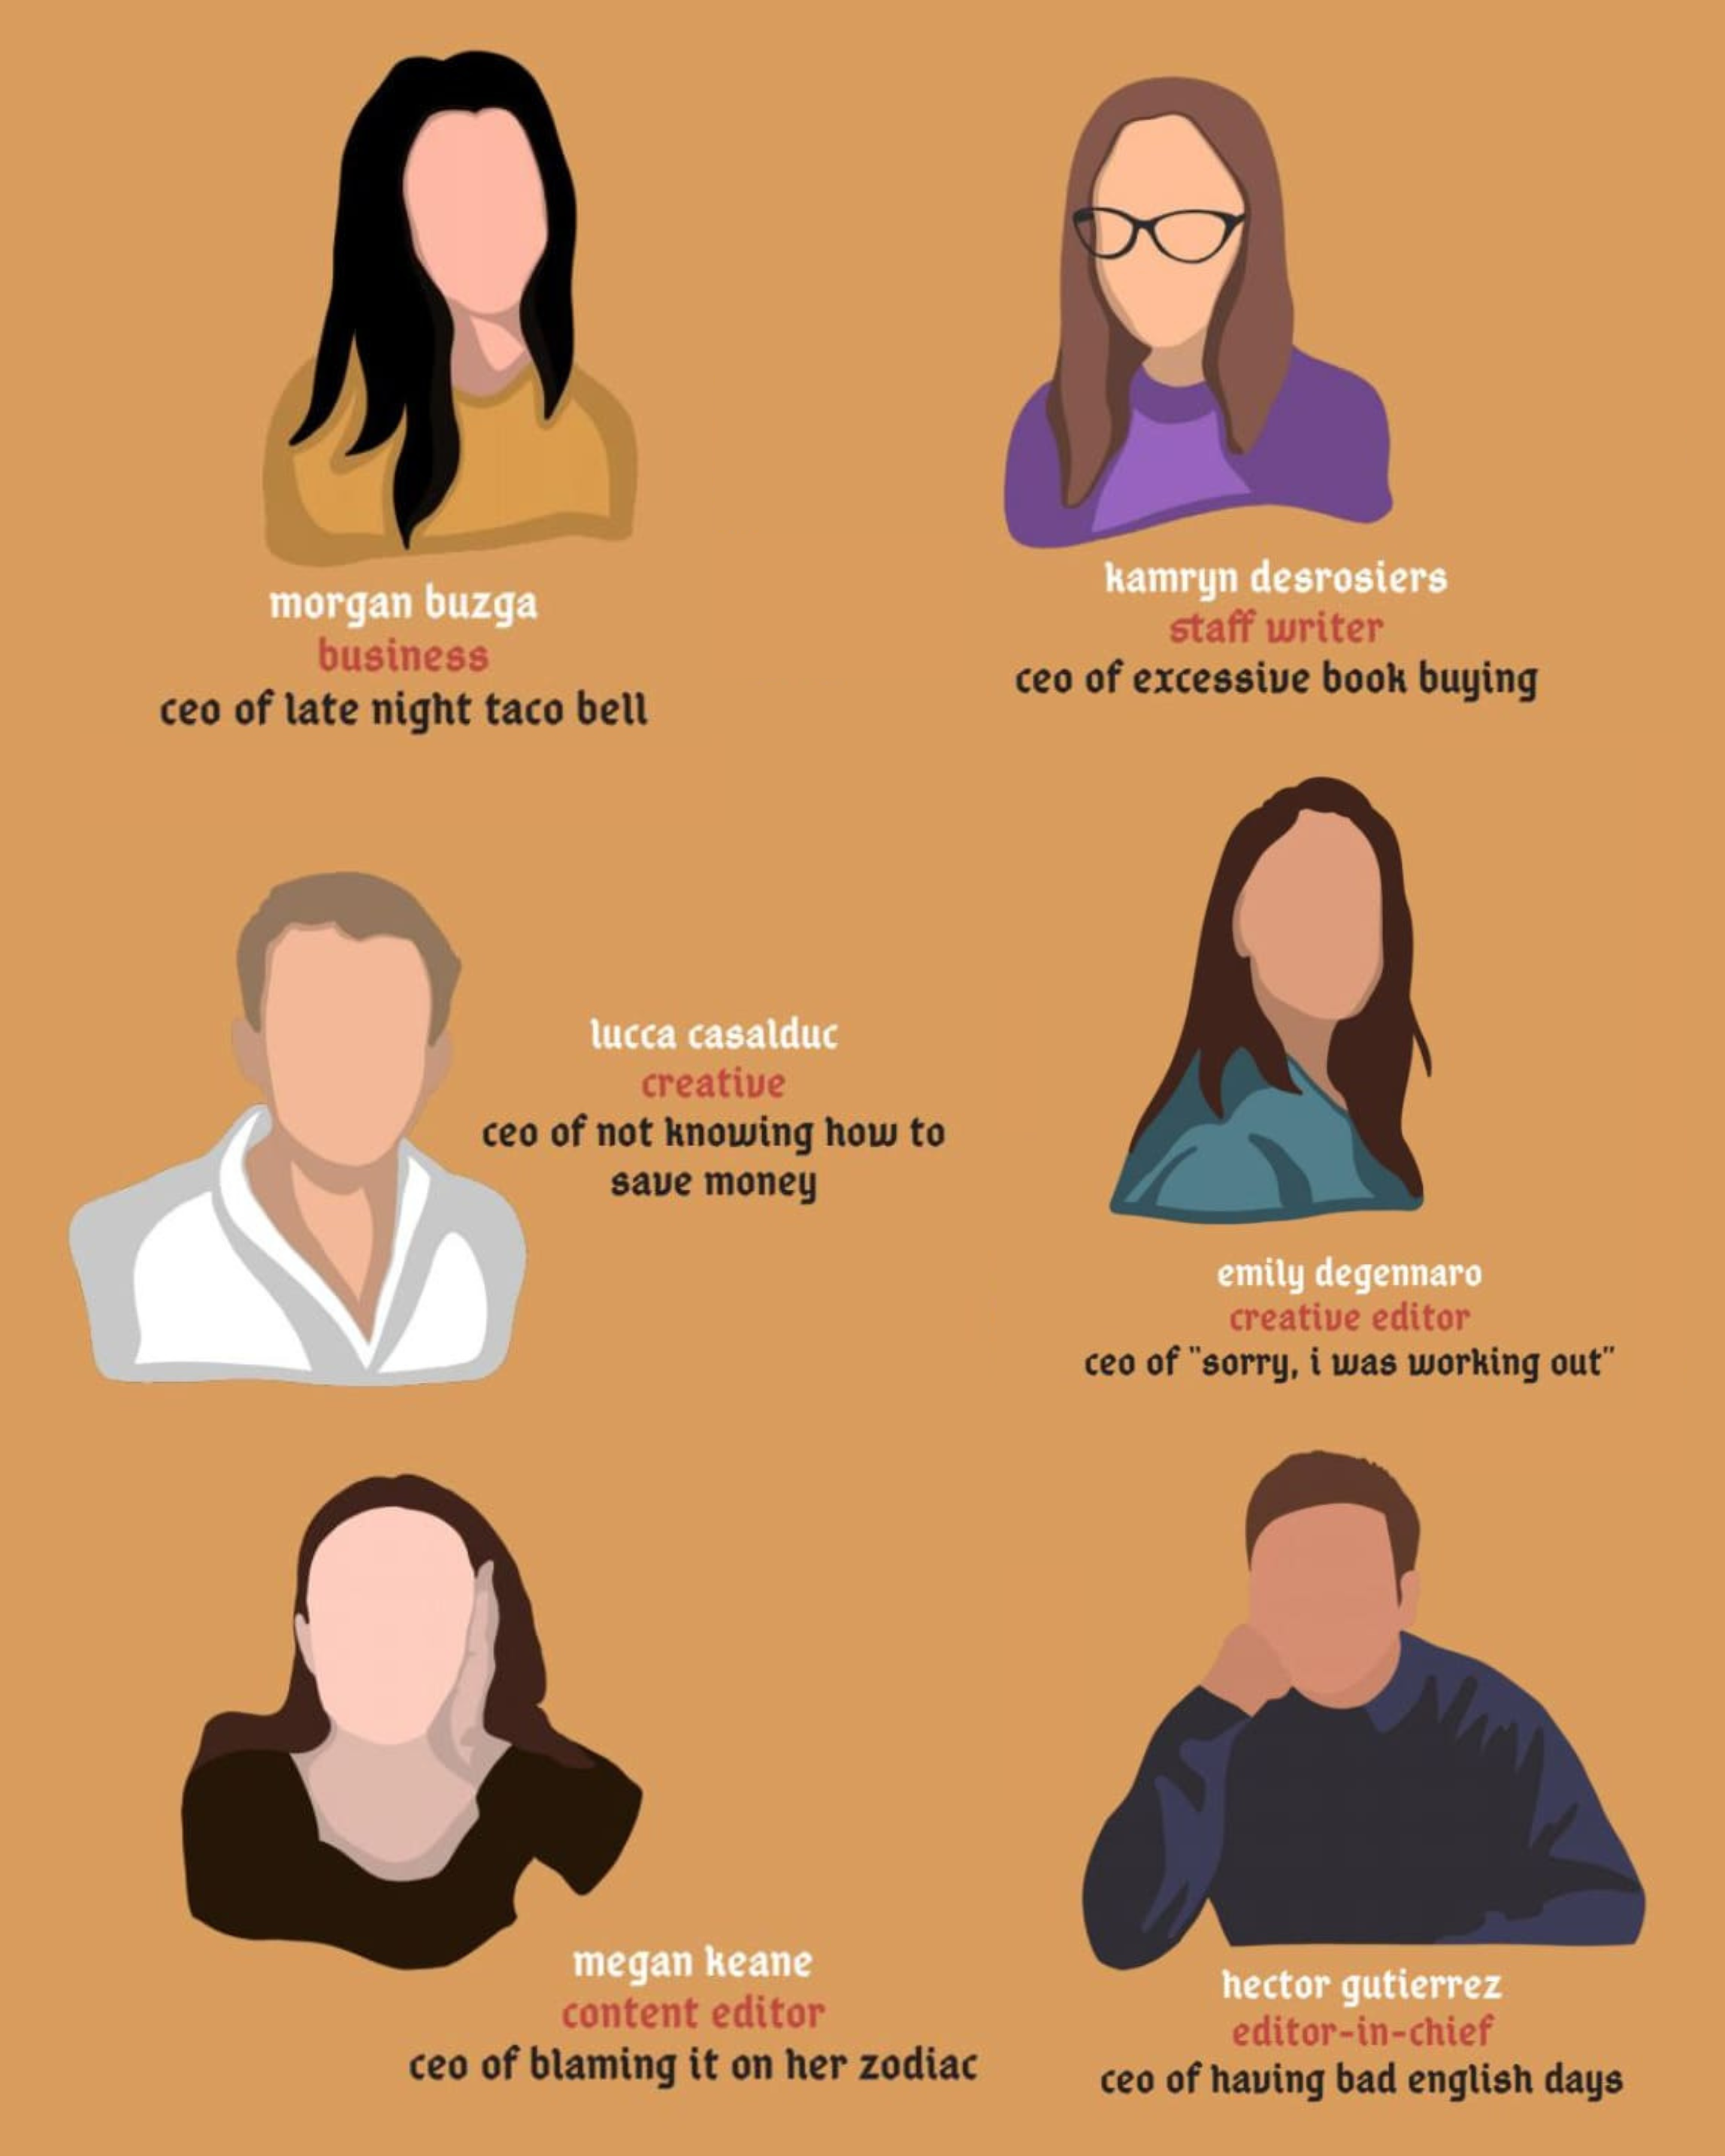 morgan buzga
business
ceo of late night taco bell
kamryn desrosiers
staff writer
ceo of excessive book buying
lucca casalduc
creative
ceo of not knowing how to
save money
emily degennaro
creative editor
ceo of "sorry, i was working out"
megan keane
content editor
ceo of blaming it on her zodiac
hector gutierrez
editor-in-chief
ceo of having bad english days